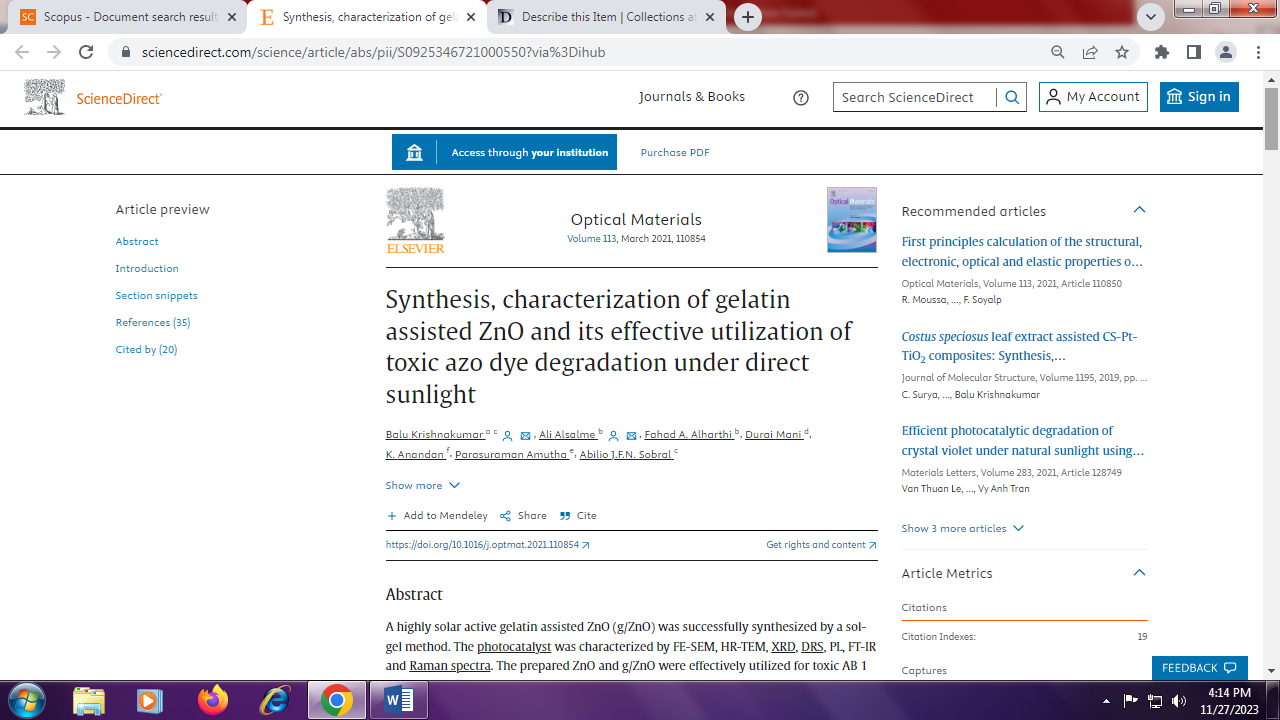 Scopus - Document search result
Synthesis, characterization of gela
Describe this Item | Collections at
sciencedirect.com/science/article/abs/pii/S0925346721000550?via%3Dihub
ScienceDirect
Journals & Books
Search ScienceDirect
My Account
Sign in
Access through your institution
Purchase PDF
Article preview
Abstract
Introduction
Section snippets
References (35)
Cited by (20)
ELSEVIER
Optical Materials
Volume 113, March 2021, 110854
Optical Materials
Synthesis, characterization of gelatin
assisted ZnO and its effective utilization of
toxic azo dye degradation under direct
sunlight
Balu Krishnakumar a c , Ali Alsalme b , Fahad A. Alharthi b, Durai Mani d,
K. Anandan f, Parasuraman Amutha e, Abilio J.F.N. Sobral c
Show more
Add to Mendeley Share Cite
https://doi.org/10.1016/j.optmat.2021.110854
Get rights and content
Abstract
A highly solar active gelatin assisted ZnO (g/ZnO) was successfully synthesized by a sol-
gel method. The photocatalyst was characterized by FE-SEM, HR-TEM, XRD, DRS, PL, FT-IR
and Raman spectra. The prepared ZnO and g/ZnO were effectively utilized for toxic AB 1
Recommended articles
First principles calculation of the structural,
electronic, optical and elastic properties o…
Optical Materials, Volume 113, 2021, Article 110850
R. Moussa, …, F. Soyalp
Costus speciosus leaf extract assisted CS-Pt-
TiO2 composites: Synthesis,…
Journal of Molecular Structure, Volume 1195, 2019, pp. …
C. Surya, …, Balu Krishnakumar
Efficient photocatalytic degradation of
crystal violet under natural sunlight using…
Materials Letters, Volume 283, 2021, Article 128749
Van Thuan Le, …, Vy Anh Tran
Show 3 more articles
Article Metrics
Citations
Citation Indexes: 19
Captures
FEEDBACK
4:14 PM
11/27/2023